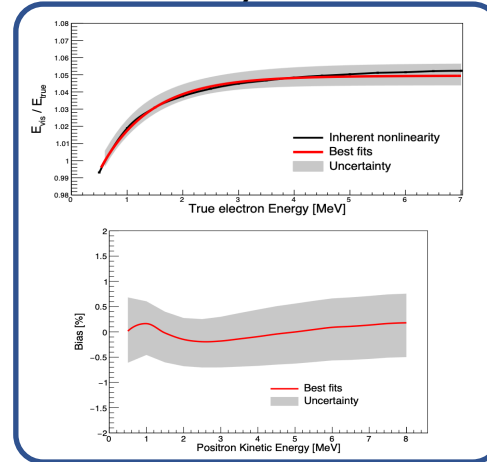 1.08
1.07
1.06
1.05
1.04
1.03
1.02
1.01
1
0.99
0.98
E_vis / E_true
Inherent nonlinearity
Best fits
Uncertainty
0 1 2 3 4 5 6 7
True electron Energy [MeV]
2
1.5
1
0.5
0
−0.5
−1
−1.5
−2
Bias [%]
Best fits
Uncertainty
0 1 2 3 4 5 6 7 8
Positron Kinetic Energy [MeV]